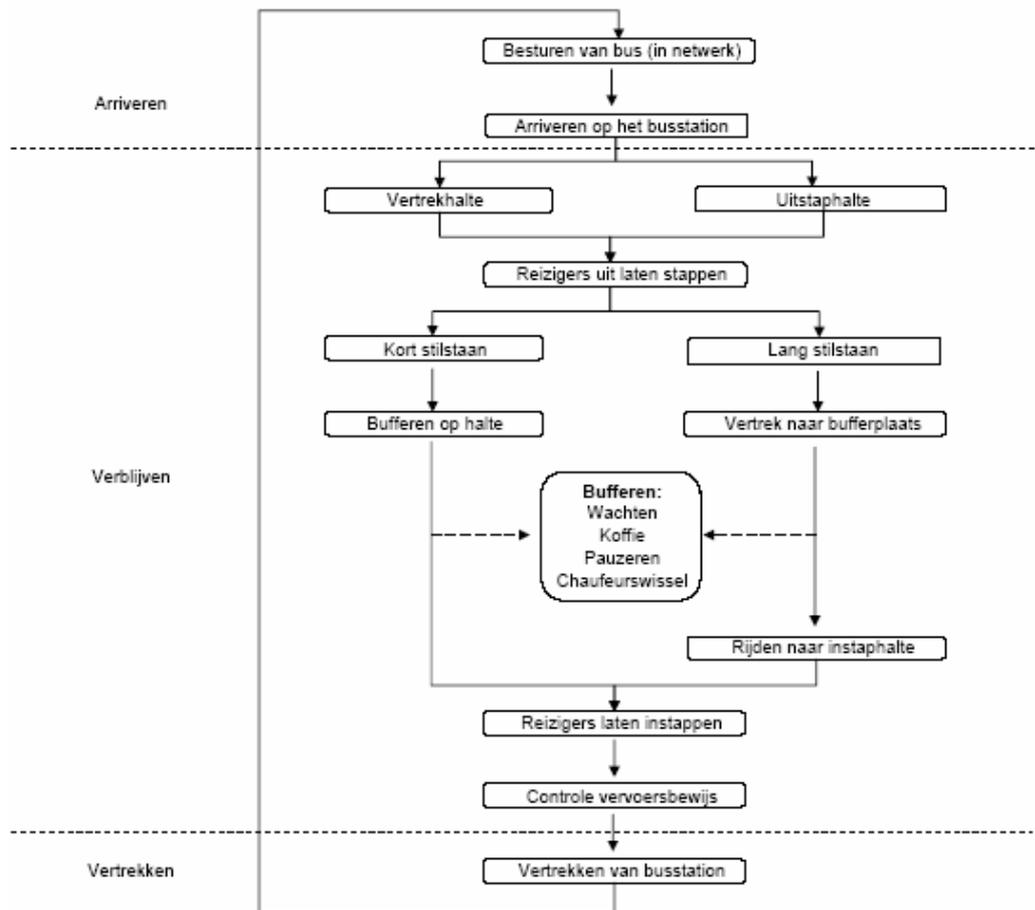 Besturen van bus (in netwerk)
Arriveren
Arriveren op het busstation
Vertrekhalte
Uitstaphalte
Reizigers uit laten stappen
Kort stilstaan
Lang stilstaan
Bufferen op halte
Vertrek naar bufferplaats
Verblijven
Bufferen:
Wachten
Koffie
Pauzeren
Chaufeurswissel
Rijden naar instaphalte
Reizigers laten instappen
Controle vervoersbewijs
Vertrekken
Vertrekken van busstation